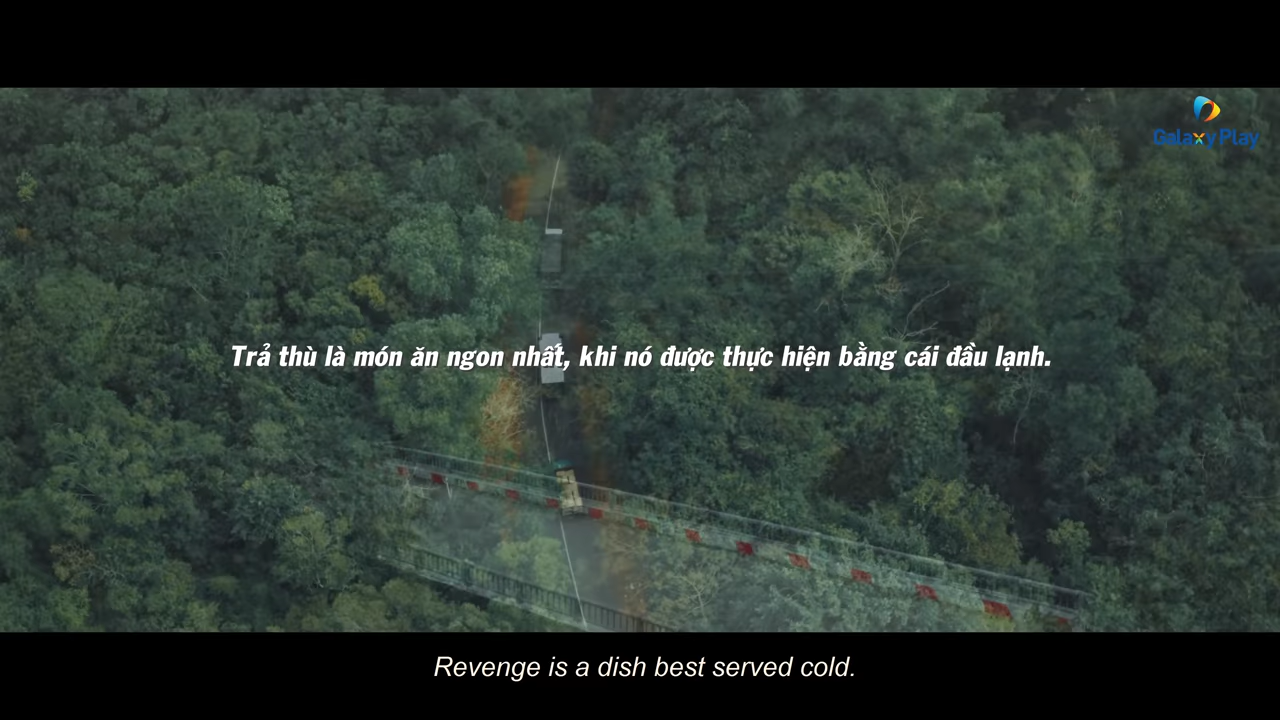 Galaxy Play
Trả thù là món ăn ngon nhất, khi nó được thực hiện bằng cái đầu lạnh.
Revenge is a dish best served cold.